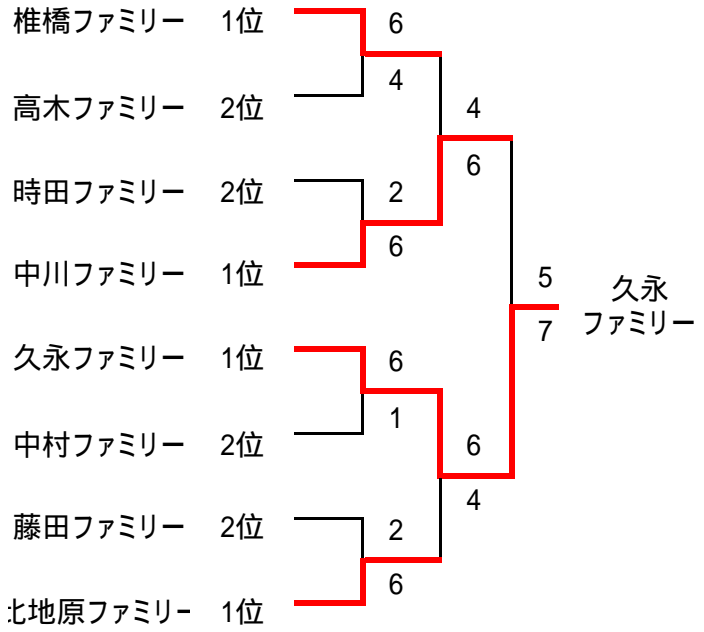 椎橋ファミリー 1位
6
4
高木ファミリー 2位
4
6
時田ファミリー 2位
2
6
中川ファミリー 1位
5
7
久永
ファミリー
久永ファミリー 1位
6
1
中村ファミリー 2位
6
4
藤田ファミリー 2位
2
6
比地原ファミリー 1位